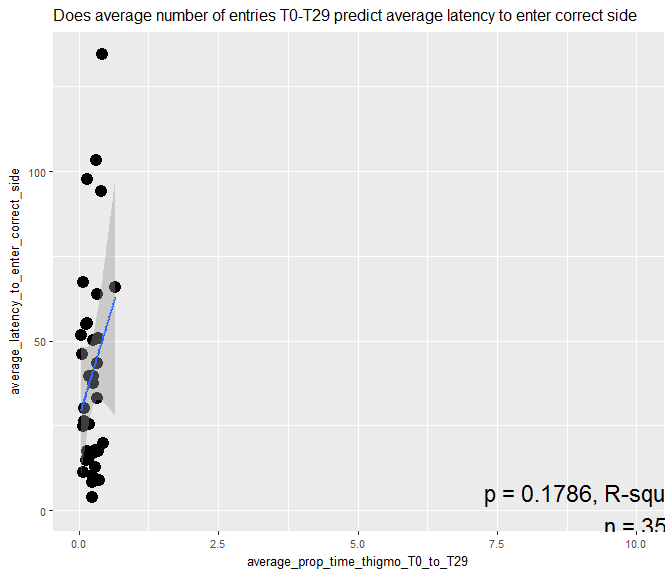 Does average number of entries T0-T29 predict average latency to enter correct side
average_latency_to_enter_correct_side
100
50
0
p = 0.1786, R-squ
n = 35
0.0 2.5 5.0 7.5 10.0
average_prop_time_thigmo_T0_to_T29